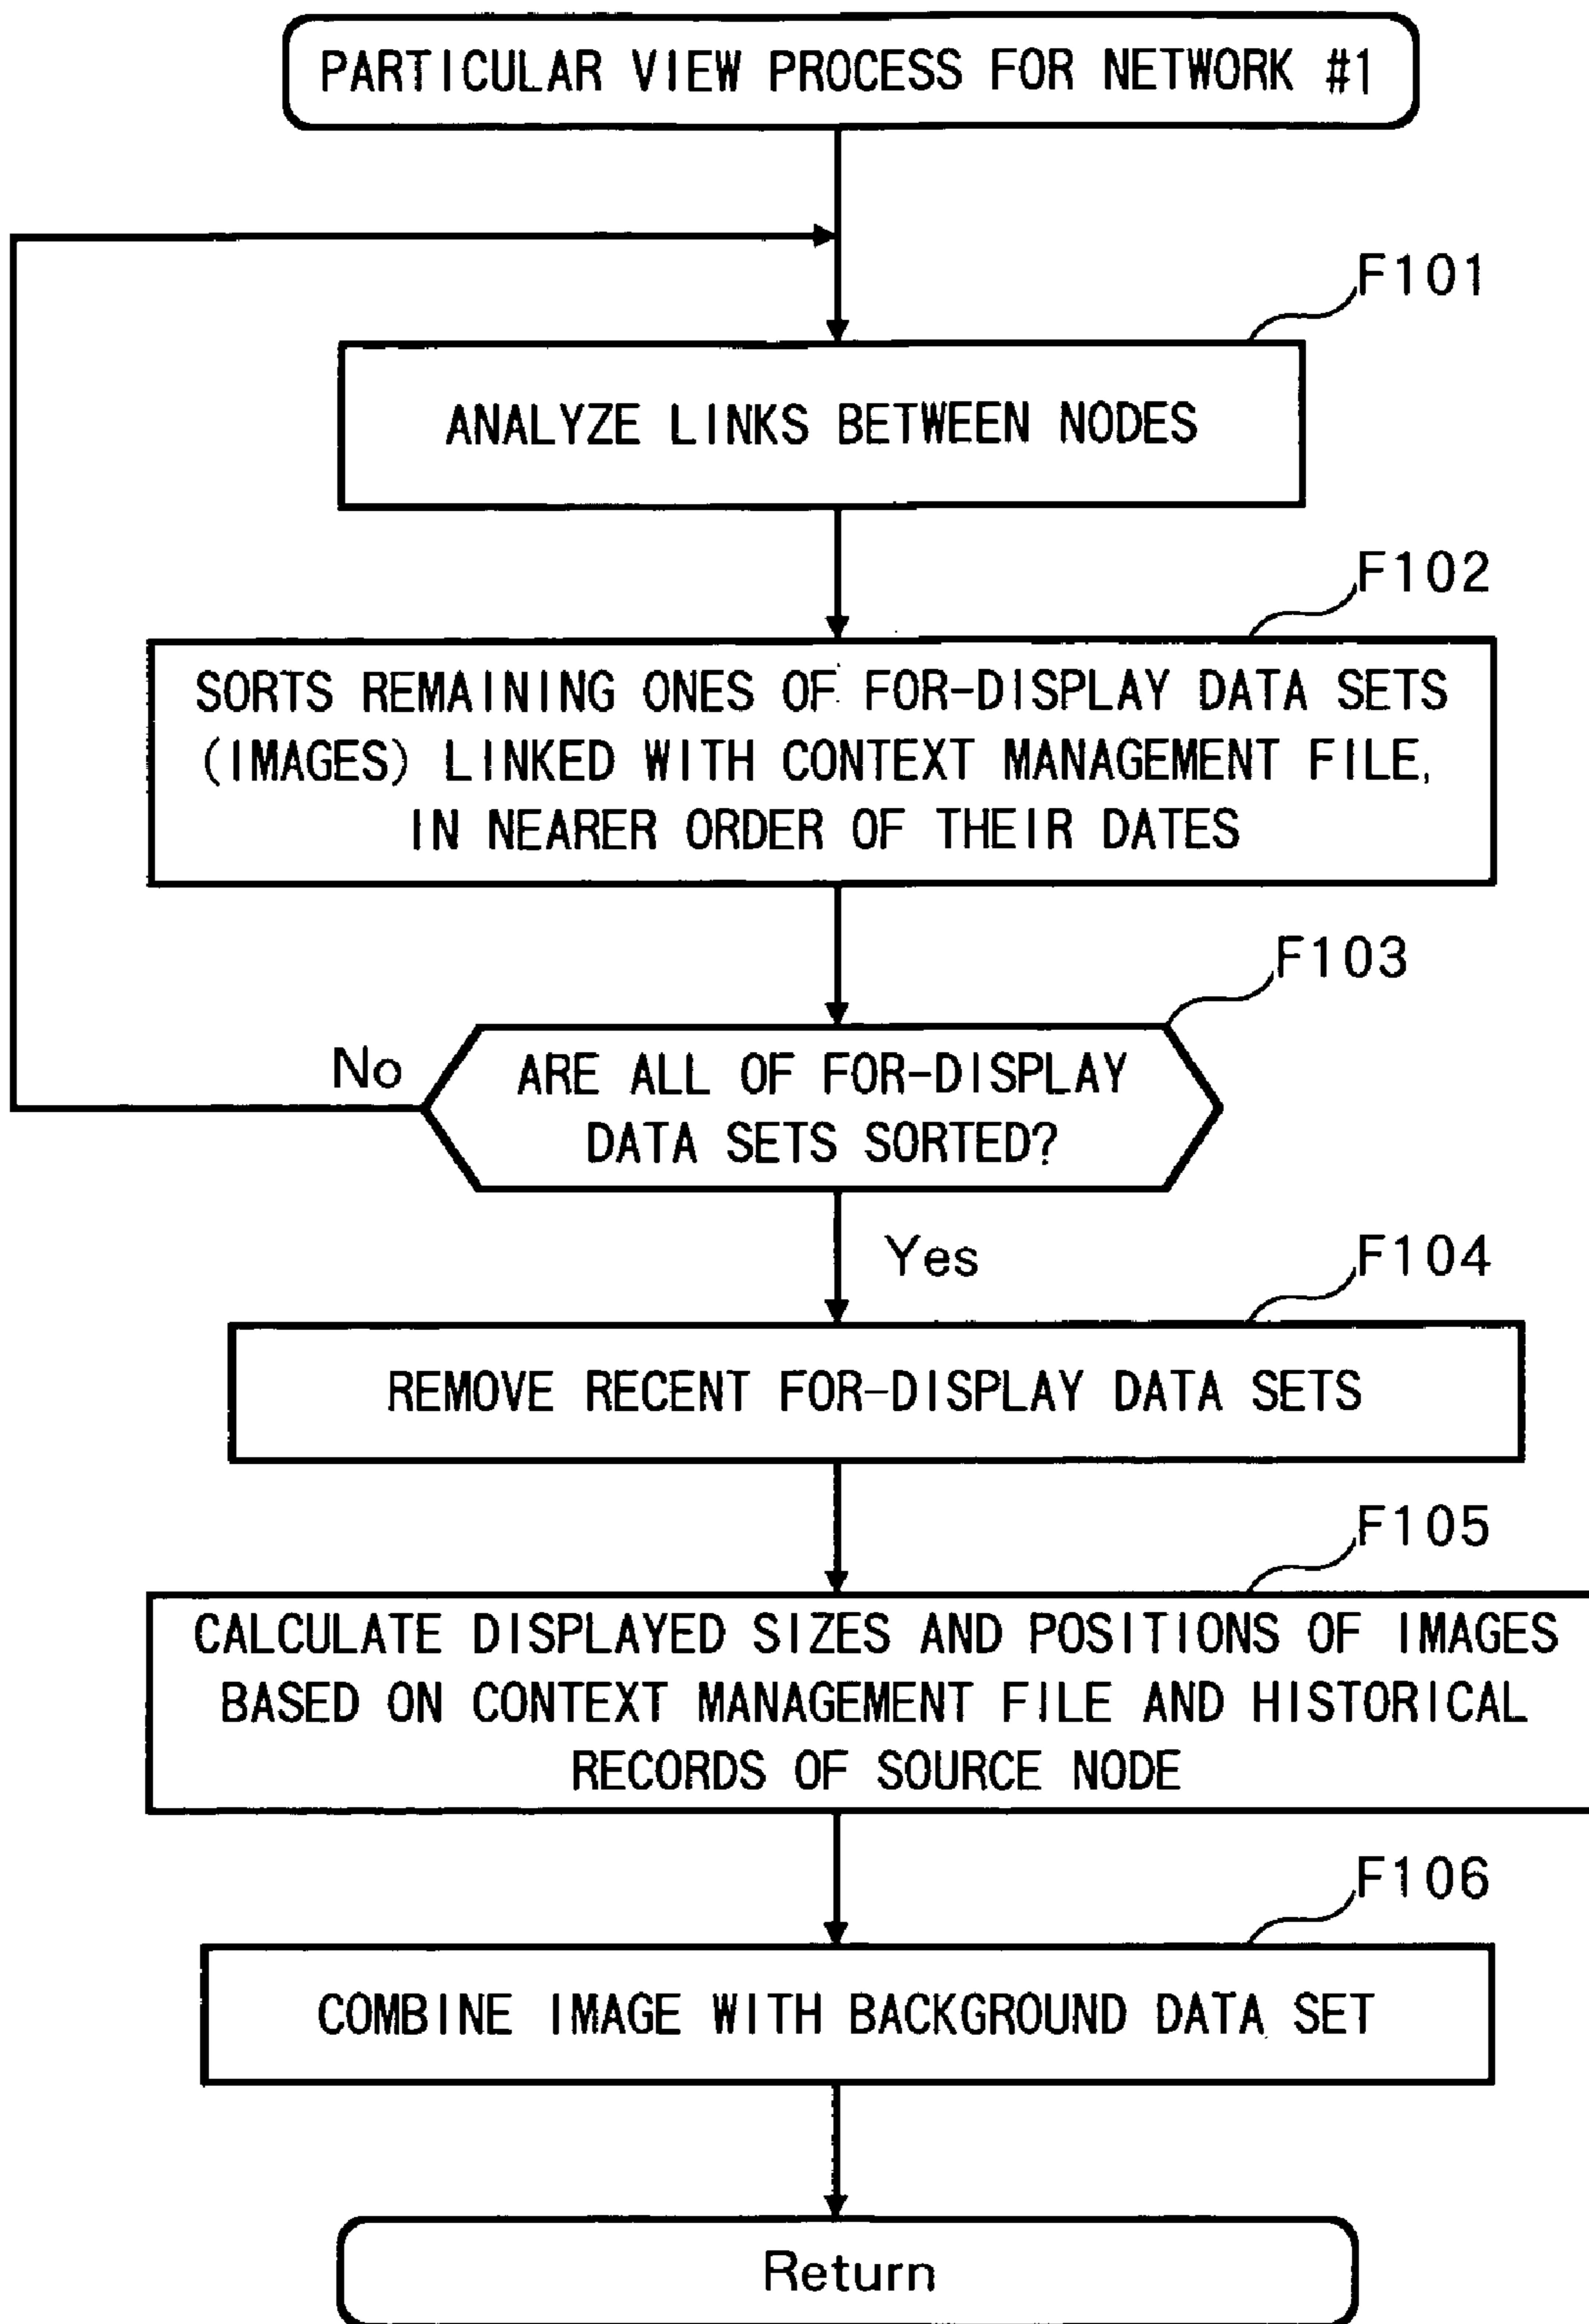 PARTICULAR VIEW PROCESS FOR NETWORK #1
F101
ANALYZE LINKS BETWEEN NODES
F102
SORTS REMAINING ONES OF FOR-DISPLAY DATA SETS
(IMAGES) LINKED WITH CONTEXT MANAGEMENT FILE,
IN NEARER ORDER OF THEIR DATES
F103
No
ARE ALL OF FOR-DISPLAY
DATA SETS SORTED?
Yes
F104
REMOVE RECENT FOR-DISPLAY DATA SETS
F105
CALCULATE DISPLAYED SIZES AND POSITIONS OF IMAGES
BASED ON CONTEXT MANAGEMENT FILE AND HISTORICAL
RECORDS OF SOURCE NODE
F106
COMBINE IMAGE WITH BACKGROUND DATA SET
Return